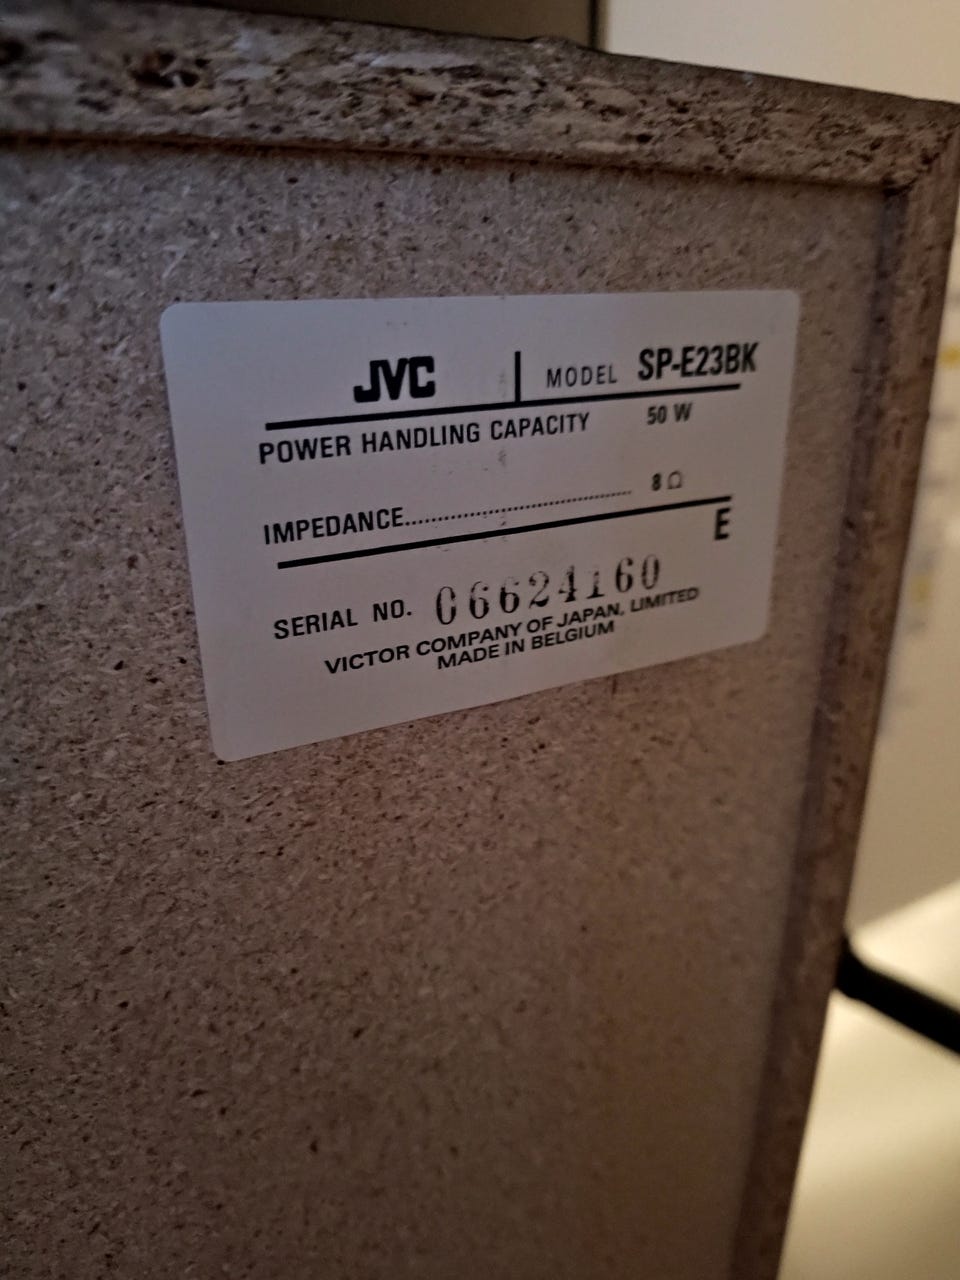 JVC | MODEL SP-E23BK
POWER HANDLING CAPACITY 50 W
IMPEDANCE.............................. 8 Ω
E
SERIAL NO. 06624160
VICTOR COMPANY OF JAPAN, LIMITED
MADE IN BELGIUM